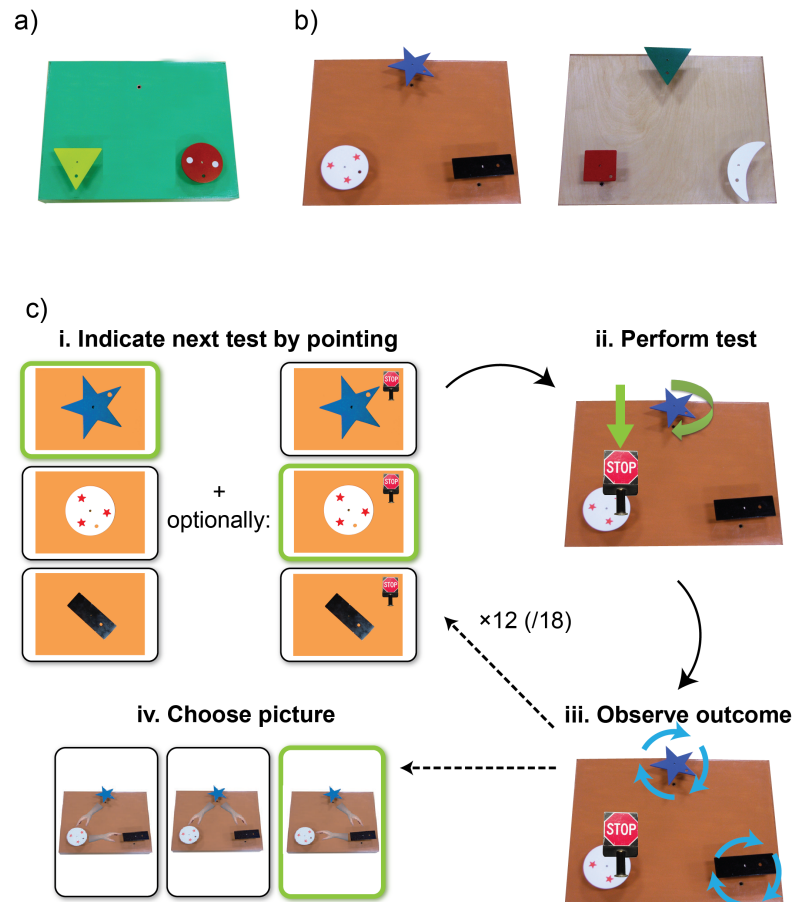 a)
b)
c)
i. Indicate next test by pointing
ii. Perform test
STOP
+
optionally:
STOP
STOP
STOP
×12 (/18)
iv. Choose picture
iii. Observe outcome
STOP